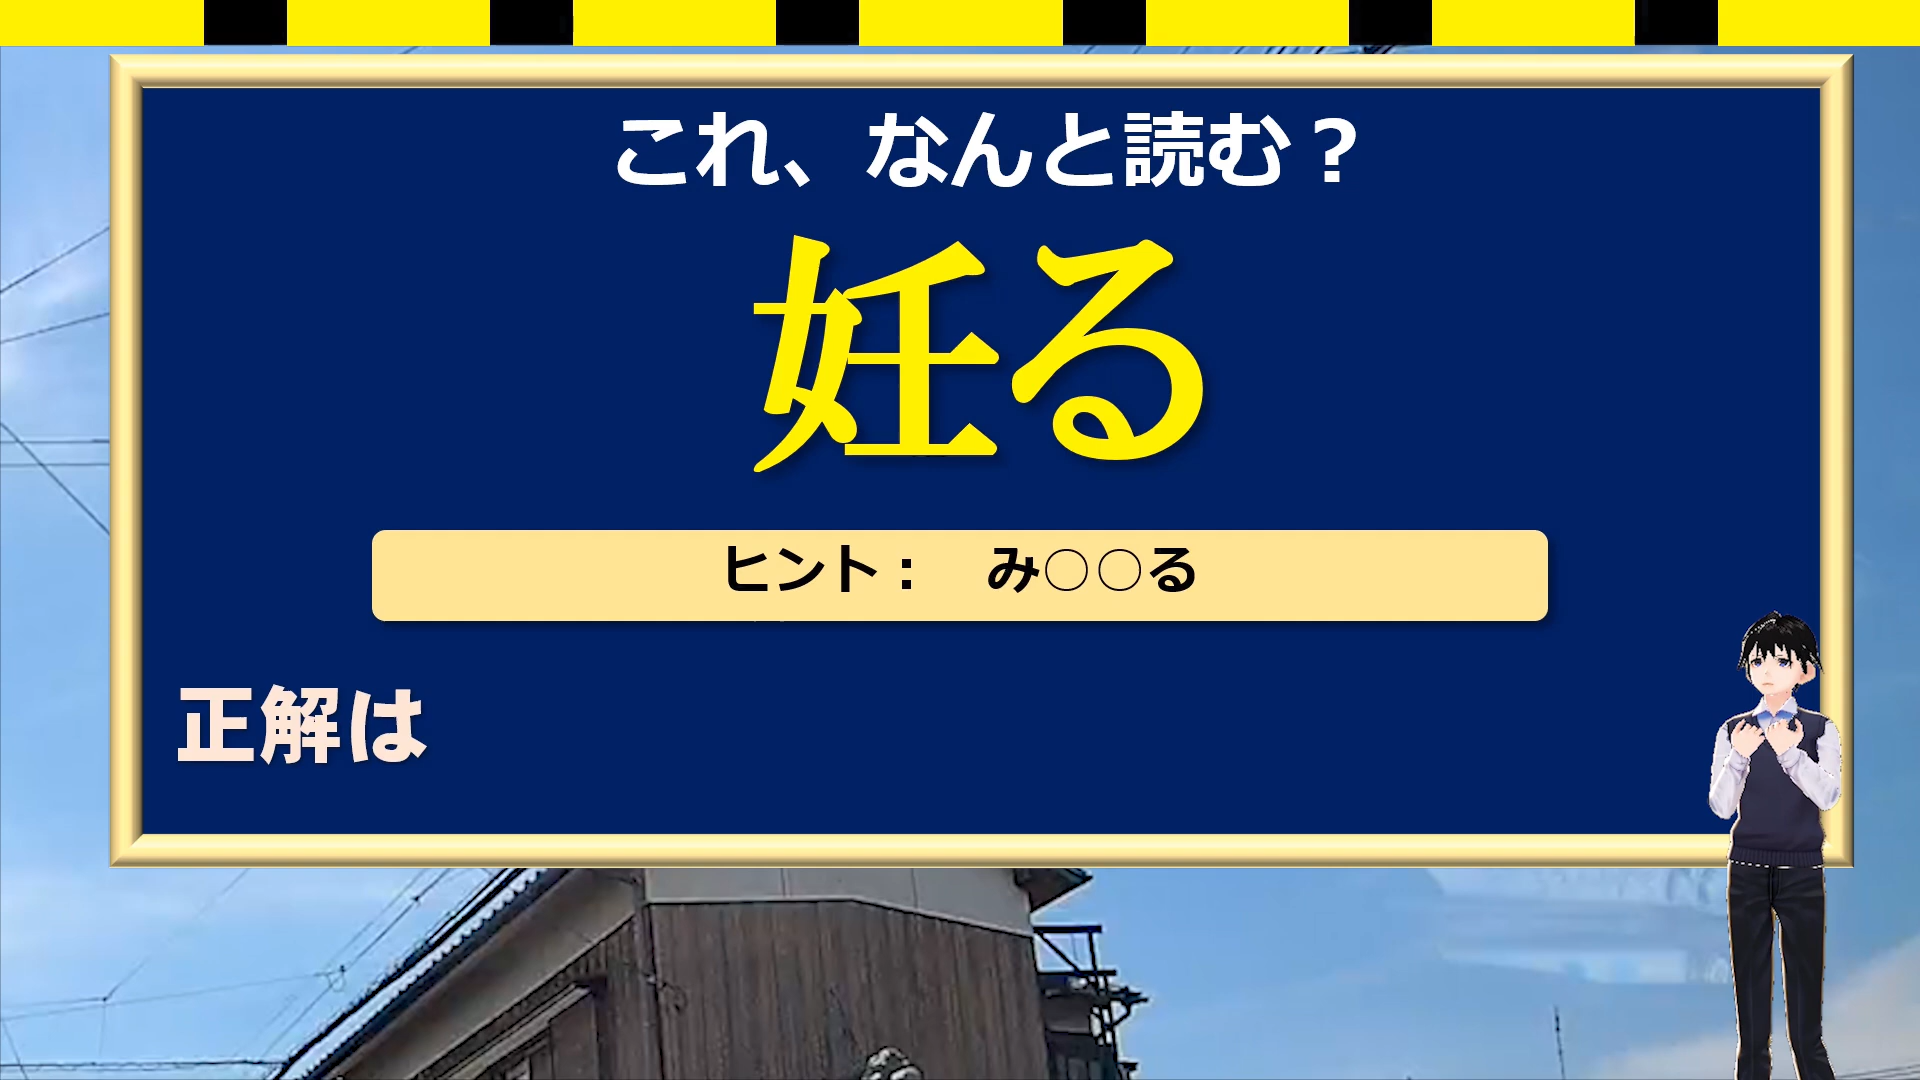 これ、なんと読む？
妊る
ヒント：　み○○る
正解は